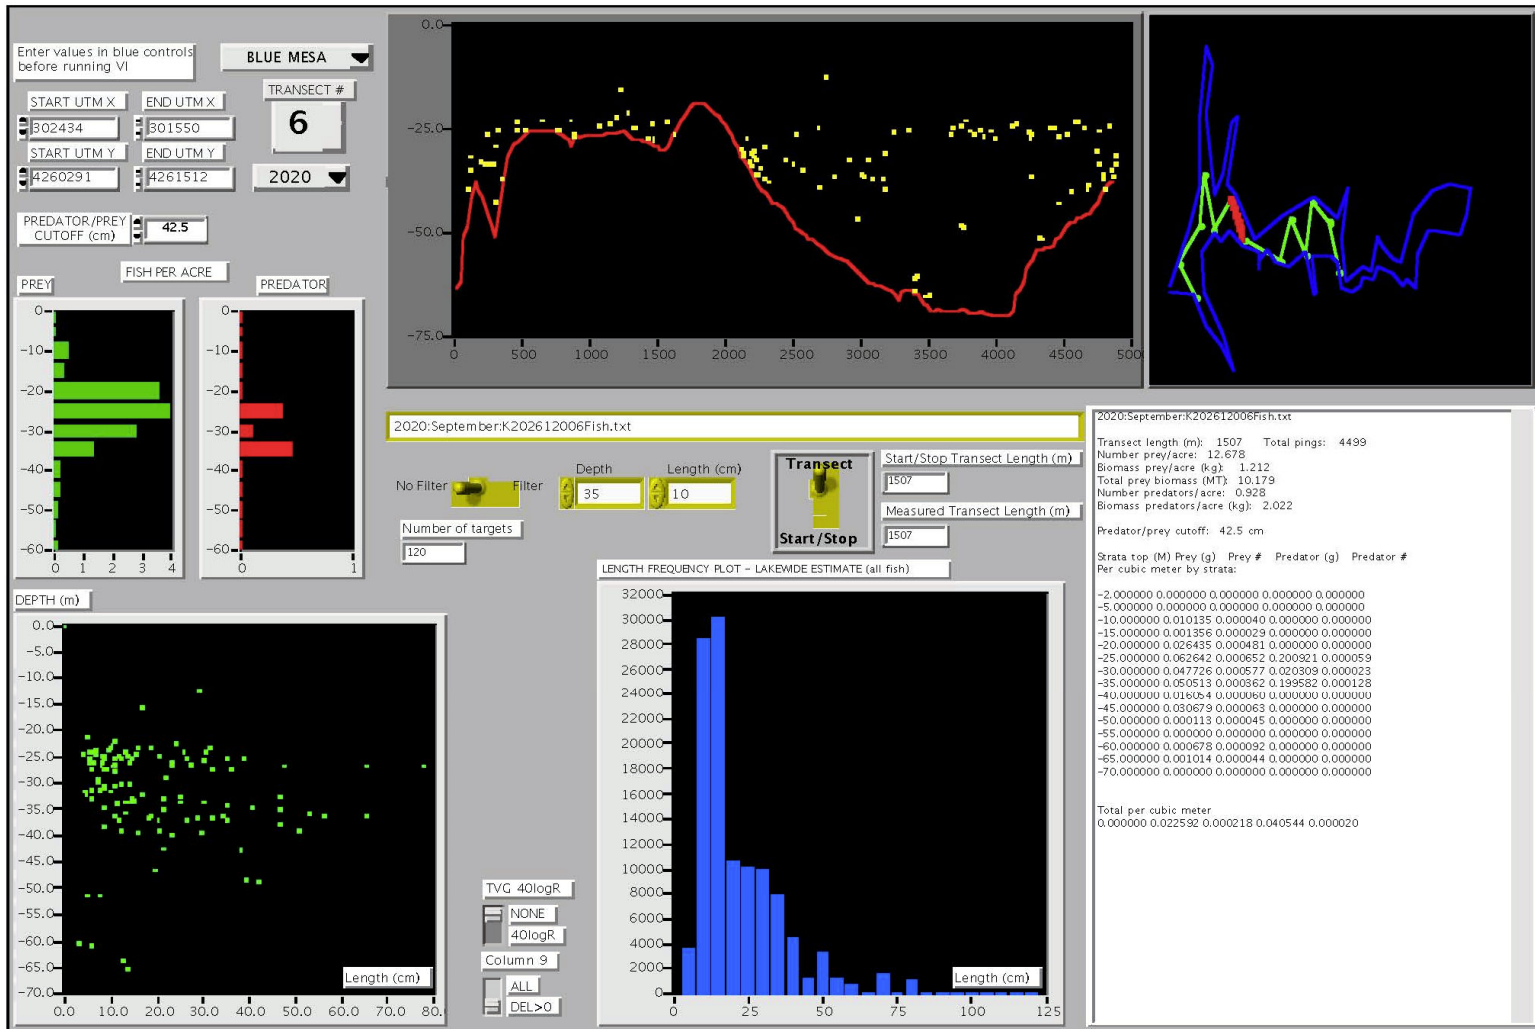 Enter values in blue controls
before running VI
BLUE MESA
START UTM X
END UTM X
302434
301550
START UTM Y
END UTM Y
4260291
4261512
TRANSECT #
6
2020
PREDATOR/PREY
CUTOFF (cm)
42.5
FISH PER ACRE
PREY
PREDATOR
0
-10
-20
-30
-40
-50
-60
0 1 2 3 4
0
-10
-20
-30
-40
-50
-60
0 1
0.0
-25.0
-50.0
-75.0
0 500 1000 1500 2000 2500 3000 3500 4000 4500 5000
2020:September:K202612006Fish.txt
No Filter
Filter
Depth
35
Length (cm)
10
Number of targets
120
Transect
Start/Stop
Start/Stop Transect Length (m)
1507
Measured Transect Length (m)
1507
DEPTH (m)
0.0
-5.0
-10.0
-15.0
-20.0
-25.0
-30.0
-35.0
-40.0
-45.0
-50.0
-55.0
-60.0
-65.0
-70.0
0.0 10.0 20.0 30.0 40.0 50.0 60.0 70.0 80.
Length (cm)
TVG 40logR
NONE
40logR
Column 9
ALL
DEL>0
LENGTH FREQUENCY PLOT - LAKEWIDE ESTIMATE (all fish)
32000
30000
28000
26000
24000
22000
20000
18000
16000
14000
12000
10000
8000
6000
4000
2000
0
0 25 50 75 100 125
Length (cm)
2020:September:K202612006Fish.txt
Transect length (m): 1507 Total pings: 4499
Number prey/acre: 12.678
Biomass prey/acre (kg): 1.212
Total prey biomass (MT): 10.179
Number predators/acre: 0.928
Biomass predators/acre (kg): 2.022
Predator/prey cutoff: 42.5 cm
Strata top (M) Prey (g) Prey # Predator (g) Predator #
Per cubic meter by strata:
-2.000000 0.000000 0.000000 0.000000 0.000000
-5.000000 0.000000 0.000000 0.000000 0.000000
-10.000000 0.010135 0.000040 0.000000 0.000000
-15.000000 0.001356 0.000029 0.000000 0.000000
-20.000000 0.026435 0.000481 0.000000 0.000000
-25.000000 0.062642 0.000652 0.200921 0.000059
-30.000000 0.047726 0.000577 0.020309 0.000023
-35.000000 0.050513 0.000362 0.199582 0.000128
-40.000000 0.016054 0.000060 0.000000 0.000000
-45.000000 0.030679 0.000063 0.000000 0.000000
-50.000000 0.000113 0.000045 0.000000 0.000000
-55.000000 0.000000 0.000000 0.000000 0.000000
-60.000000 0.000678 0.000092 0.000000 0.000000
-65.000000 0.001014 0.000044 0.000000 0.000000
-70.000000 0.000000 0.000000 0.000000 0.000000
Total per cubic meter
0.000000 0.022592 0.000218 0.040544 0.000020